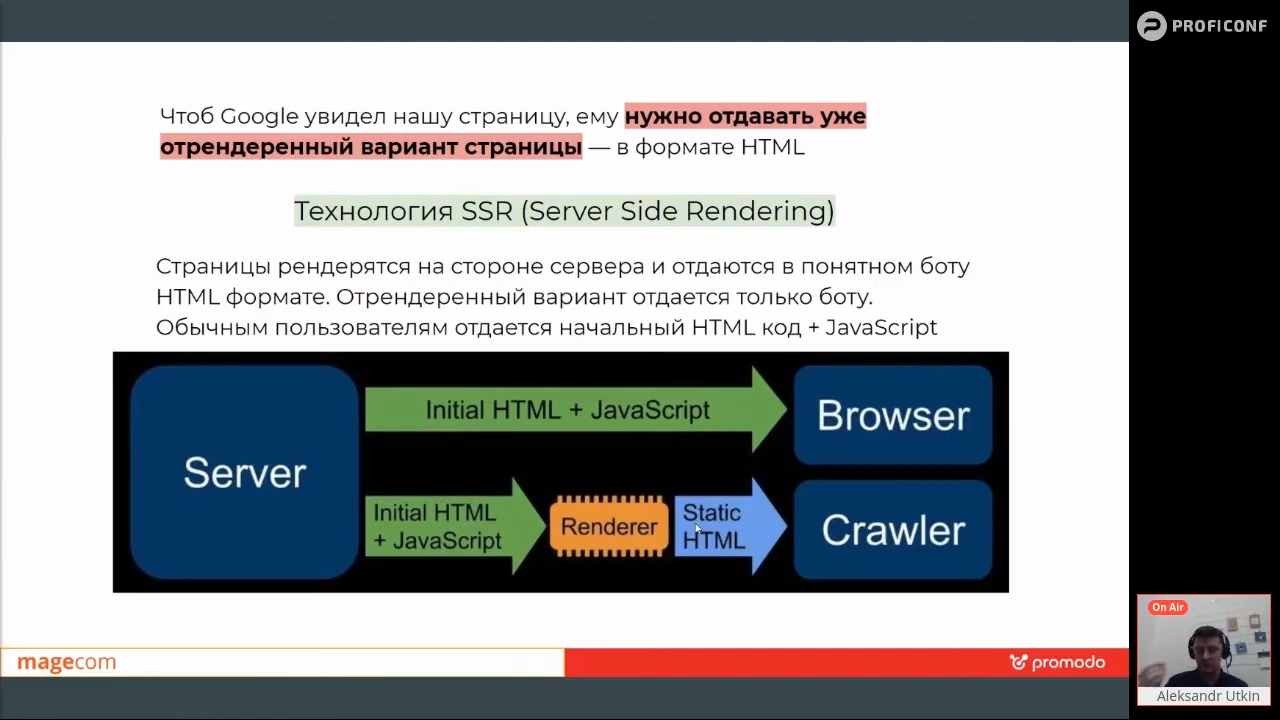 PROFICONF
Чтоб Google увидел нашу страницу, ему нужно отдавать уже
отрендеренный вариант страницы — в формате HTML
Технология SSR (Server Side Rendering)
Страницы рендерятся на стороне сервера и отдаются в понятном боту
HTML формате. Отрендеренный вариант отдается только боту.
Обычным пользователям отдается начальный HTML код + JavaScript
Server
Initial HTML + JavaScript
Browser
Initial HTML
+ JavaScript
Renderer
Static
HTML
Crawler
On Air
magecom
promodo
Aleksandr Utkin